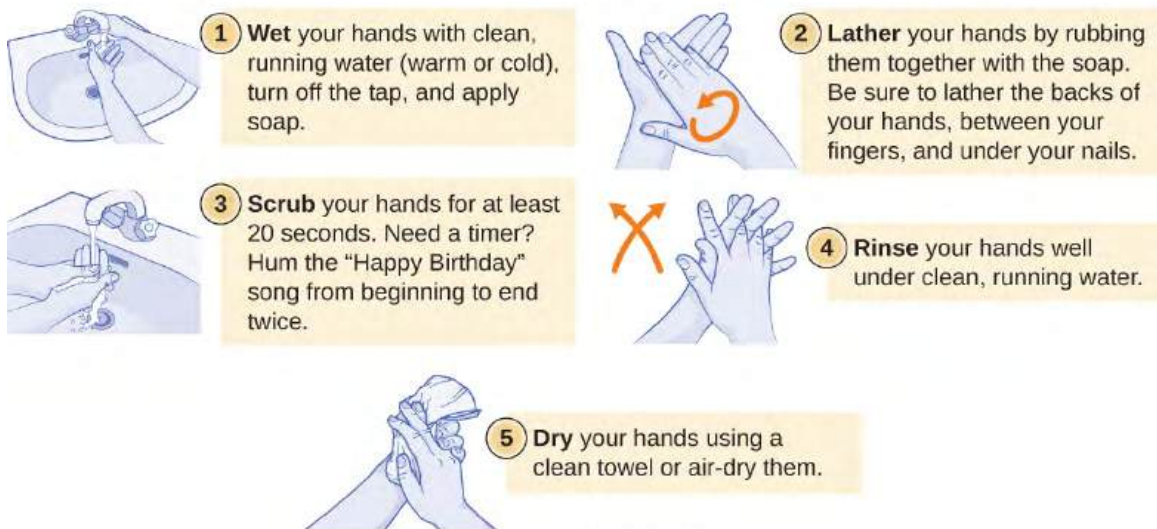 1 Wet your hands with clean,
running water (warm or cold),
turn off the tap, and apply
soap.
2 Lather your hands by rubbing
them together with the soap.
Be sure to lather the backs of
your hands, between your
fingers, and under your nails.
3 Scrub your hands for at least
20 seconds. Need a timer?
Hum the “Happy Birthday”
song from beginning to end
twice.
4 Rinse your hands well
under clean, running water.
5 Dry your hands using a
clean towel or air-dry them.